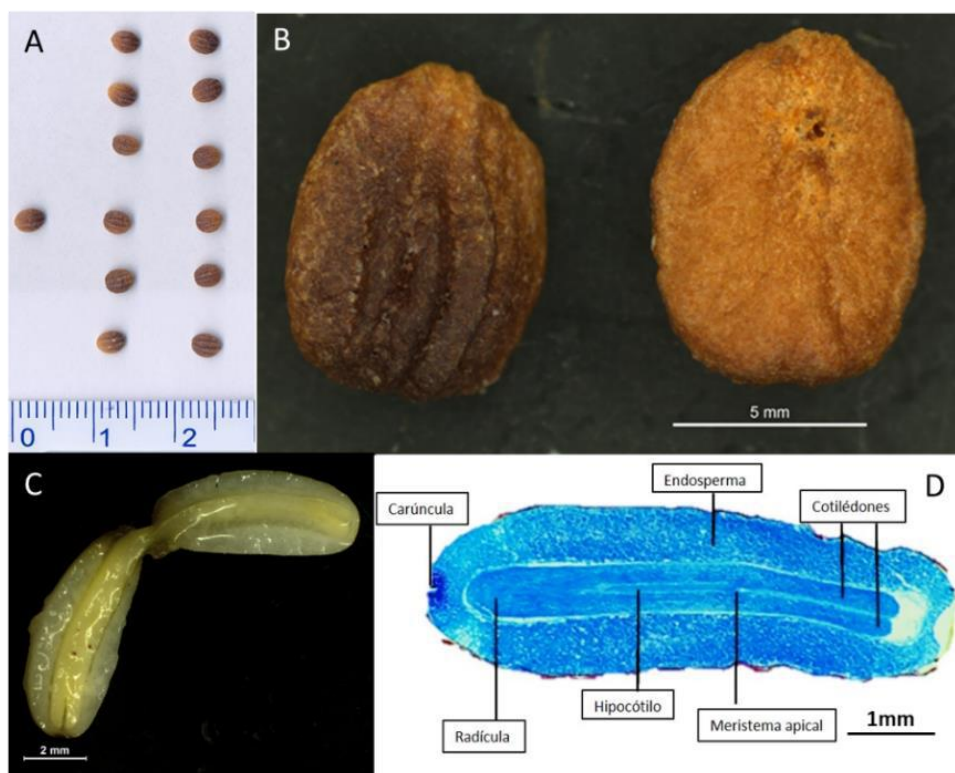 A
B
0 1 2
5 mm
C
2 mm
D
Endosperma
Carúncula
Cotilédones
Hipocótilo
Radícula
Meristema apical
1mm